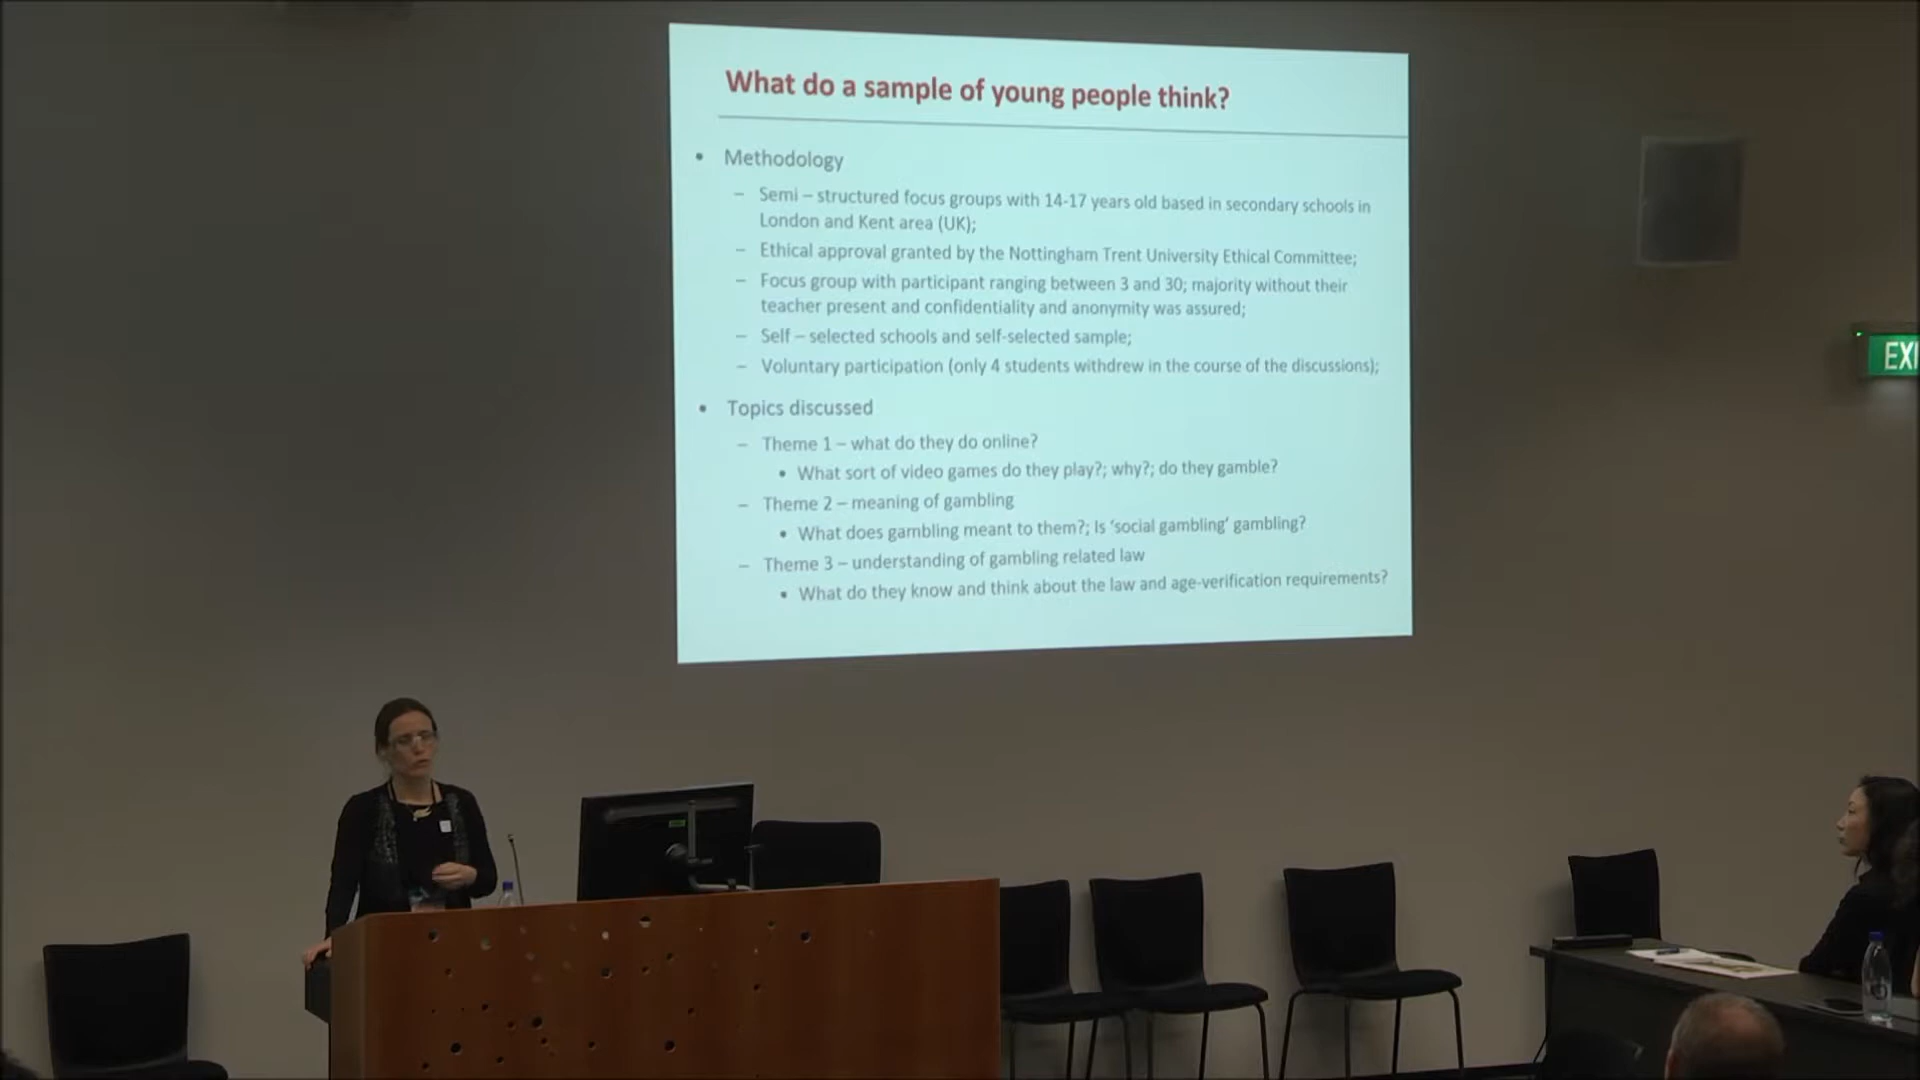 What do a sample of young people think?
• Methodology
– Semi – structured focus groups with 14-17 years old based in secondary schools in
London and Kent area (UK);
– Ethical approval granted by the Nottingham Trent University Ethical Committee;
– Focus group with participant ranging between 3 and 30; majority without their
teacher present and confidentiality and anonymity was assured;
– Self – selected schools and self-selected sample;
– Voluntary participation (only 4 students withdrew in the course of the discussions);
• Topics discussed
– Theme 1 – what do they do online?
• What sort of video games do they play?; why?; do they gamble?
– Theme 2 – meaning of gambling
• What does gambling meant to them?; Is ‘social gambling’ gambling?
– Theme 3 – understanding of gambling related law
• What do they know and think about the law and age-verification requirements?
EXI